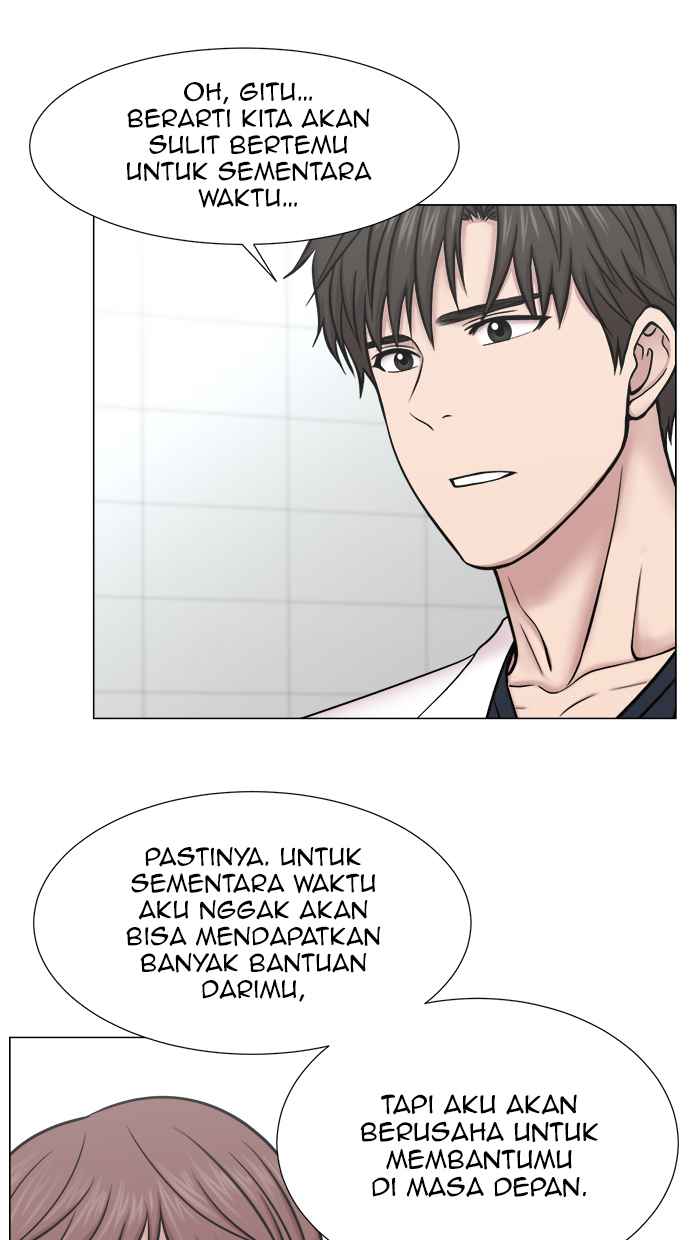 OH, GITU...
BERARTI KITA AKAN
SULIT BERTEMU
UNTUK SEMENTARA
WAKTU...
PASTINYA. UNTUK
SEMENTARA WAKTU
AKU NGGAK AKAN
BISA MENDAPATKAN
BANYAK BANTUAN
DARIMU,
TAPI AKU AKAN
BERUSAHA UNTUK
MEMBANTUMU
DI MASA DEPAN.